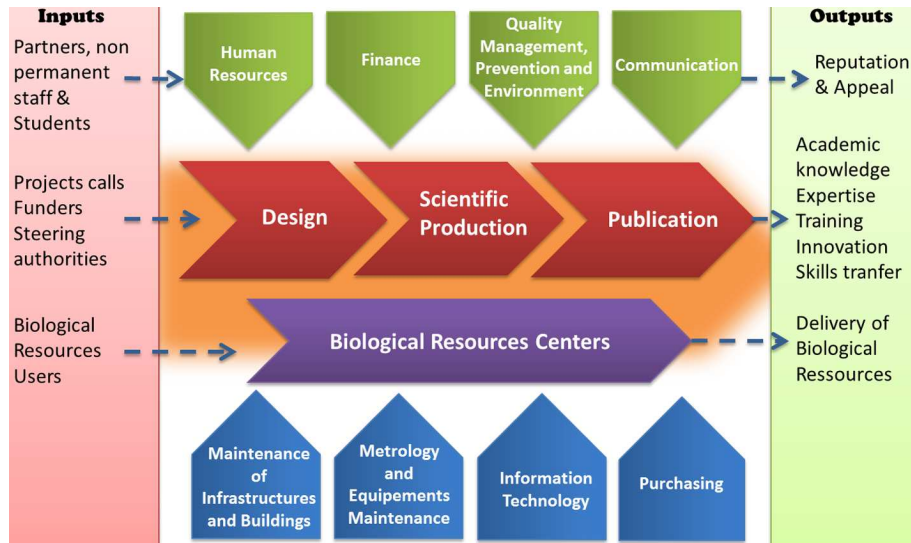 Inputs
Partners, non
permanent
staff &
Students
Projects calls
Funders
Steering
authorities
Biological
Resources
Users
Human
Resources
Finance
Quality
Management,
Prevention and
Environment
Communication
Design
Scientific
Production
Publication
Biological Resources Centers
Maintenance
of
Infrastructures
and Buildings
Metrology
and
Equipements
Maintenance
Information
Technology
Purchasing
Outputs
Reputation
& Appeal
Academic
knowledge
Expertise
Training
Innovation
Skills tranfer
Delivery of
Biological
Ressources